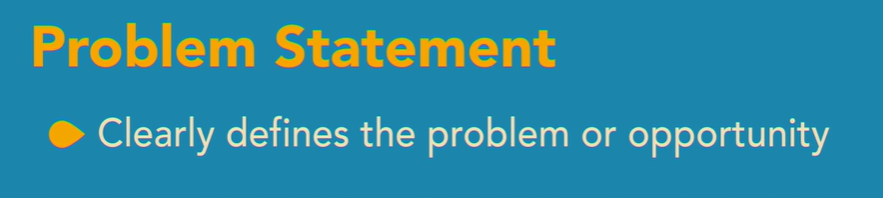 Problem Statement
Clearly defines the problem or opportunity